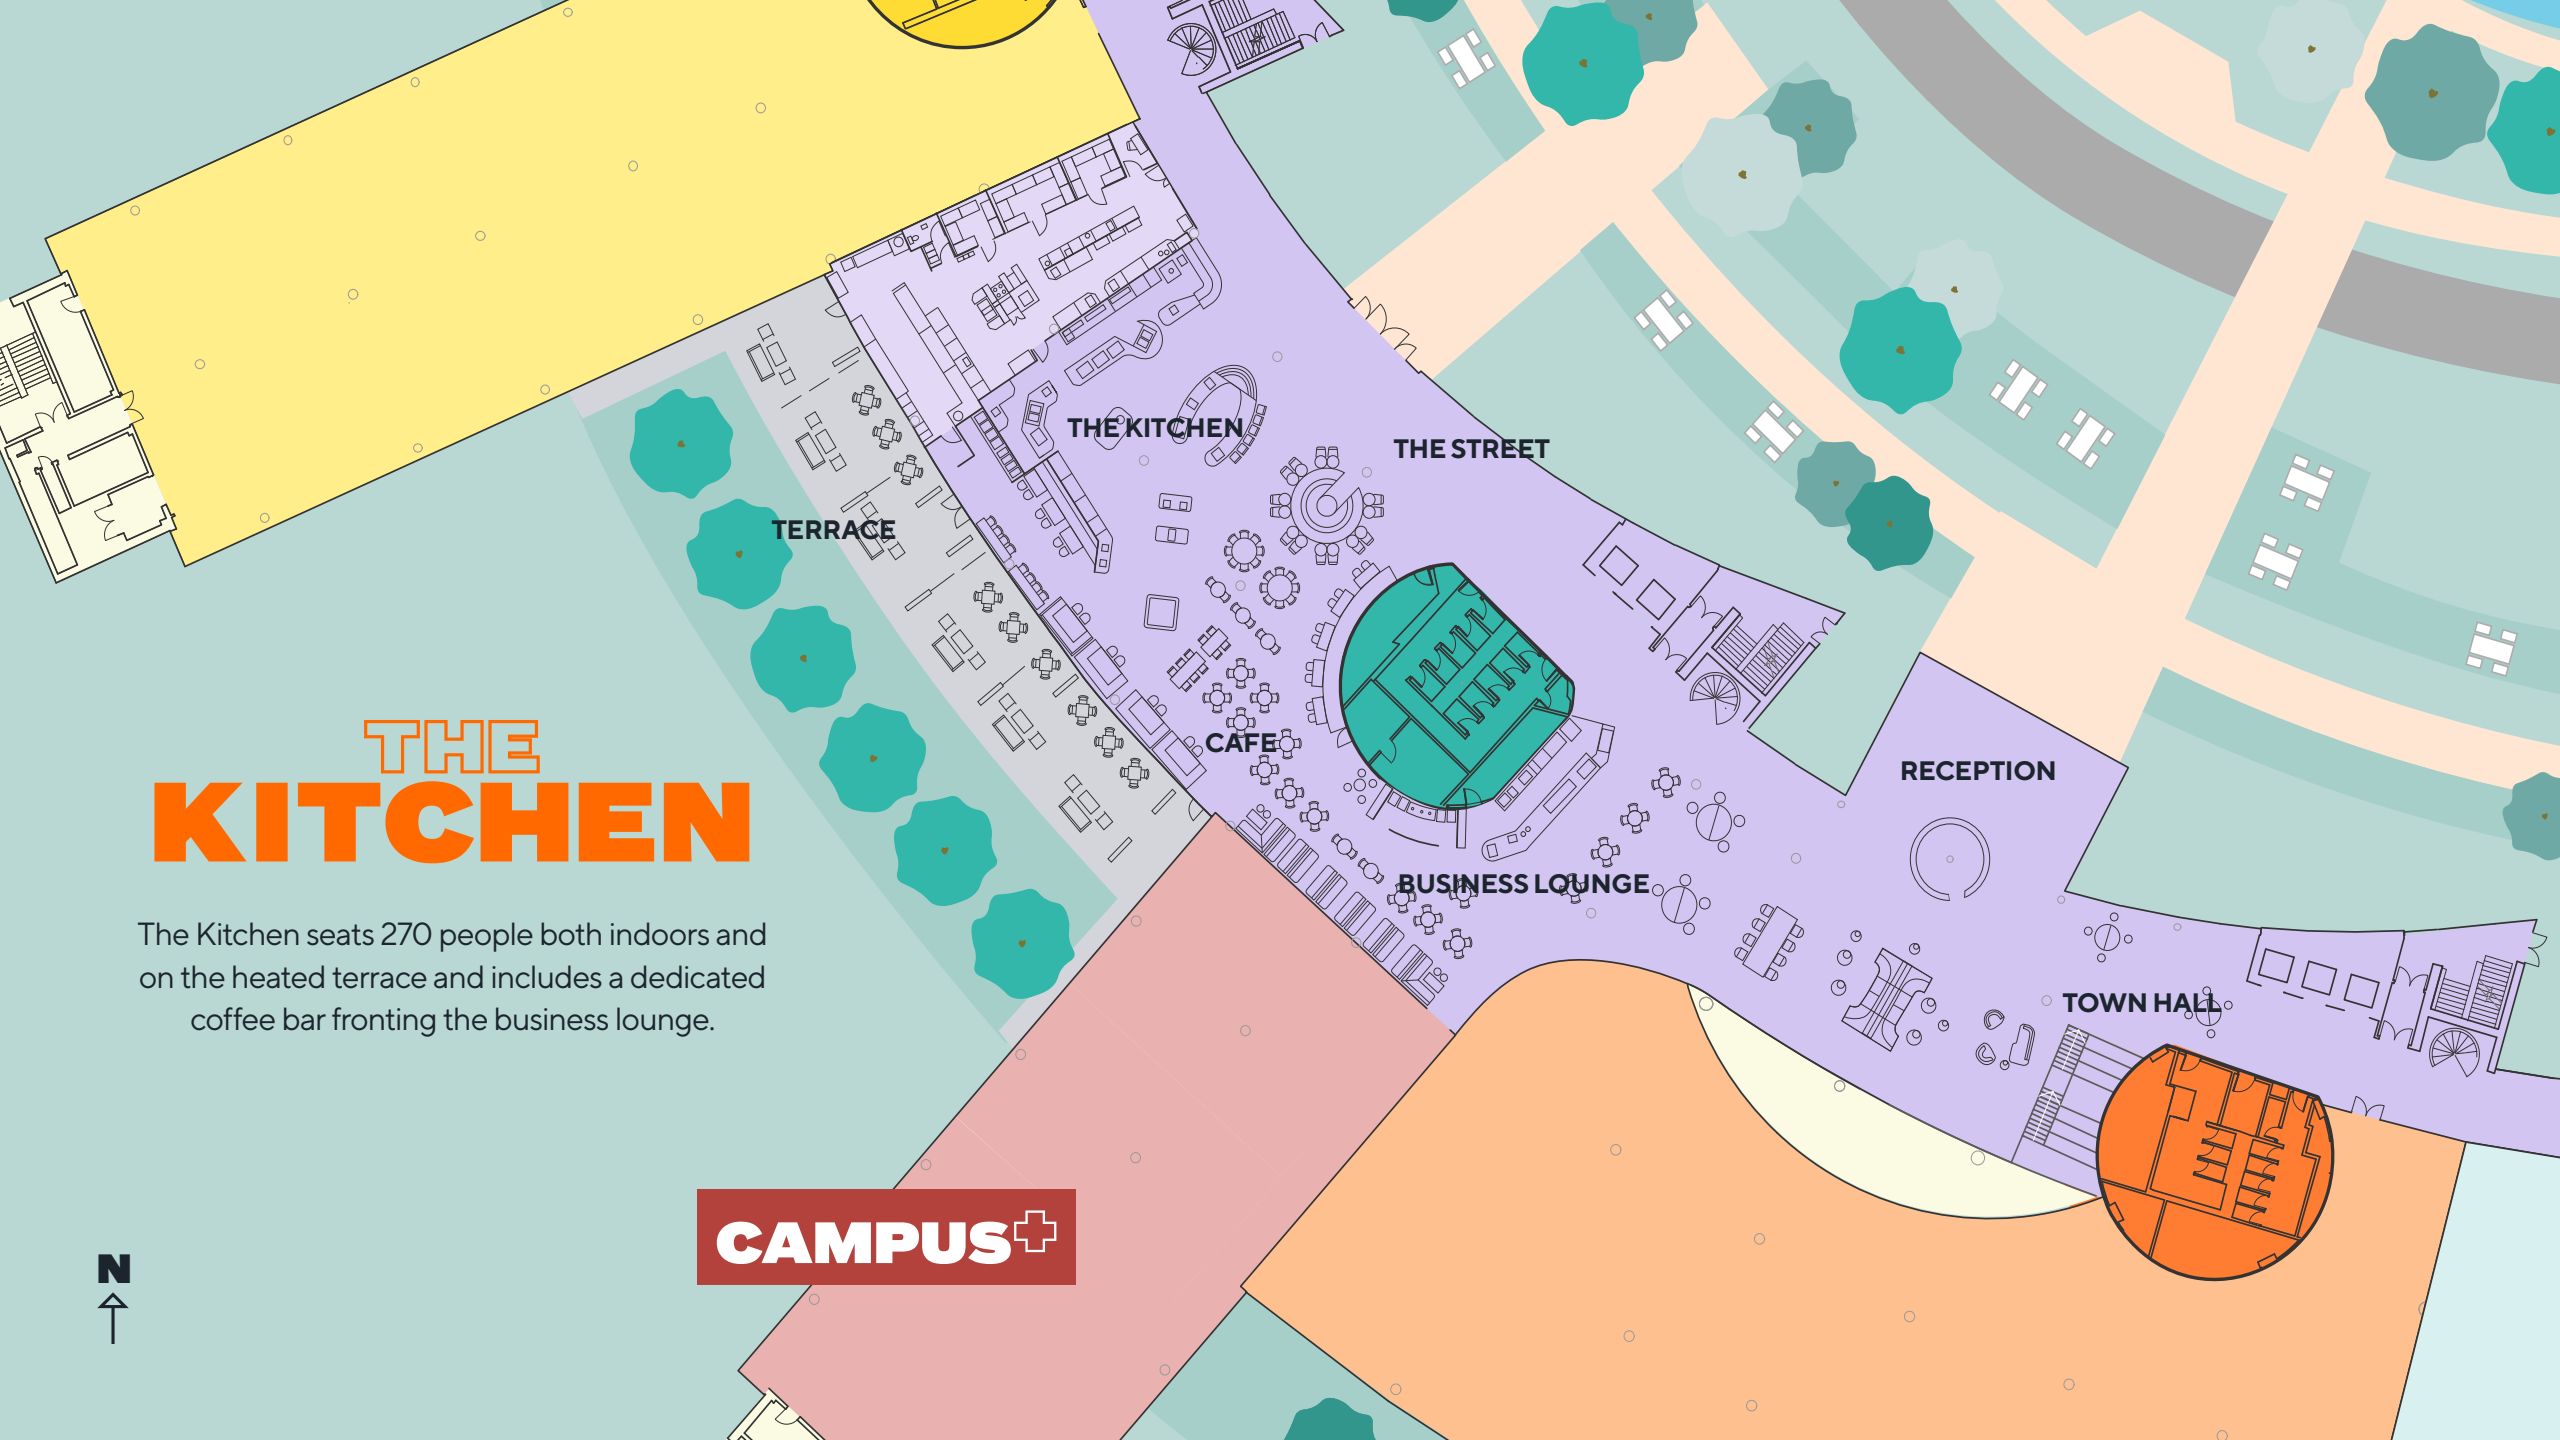 THE KITCHEN
THE STREET
TERRACE
CAFE
RECEPTION
BUSINESS LOUNGE
TOWN HALL
THE
KITCHEN
The Kitchen seats 270 people both indoors and
on the heated terrace and includes a dedicated
coffee bar fronting the business lounge.
CAMPUS+
N